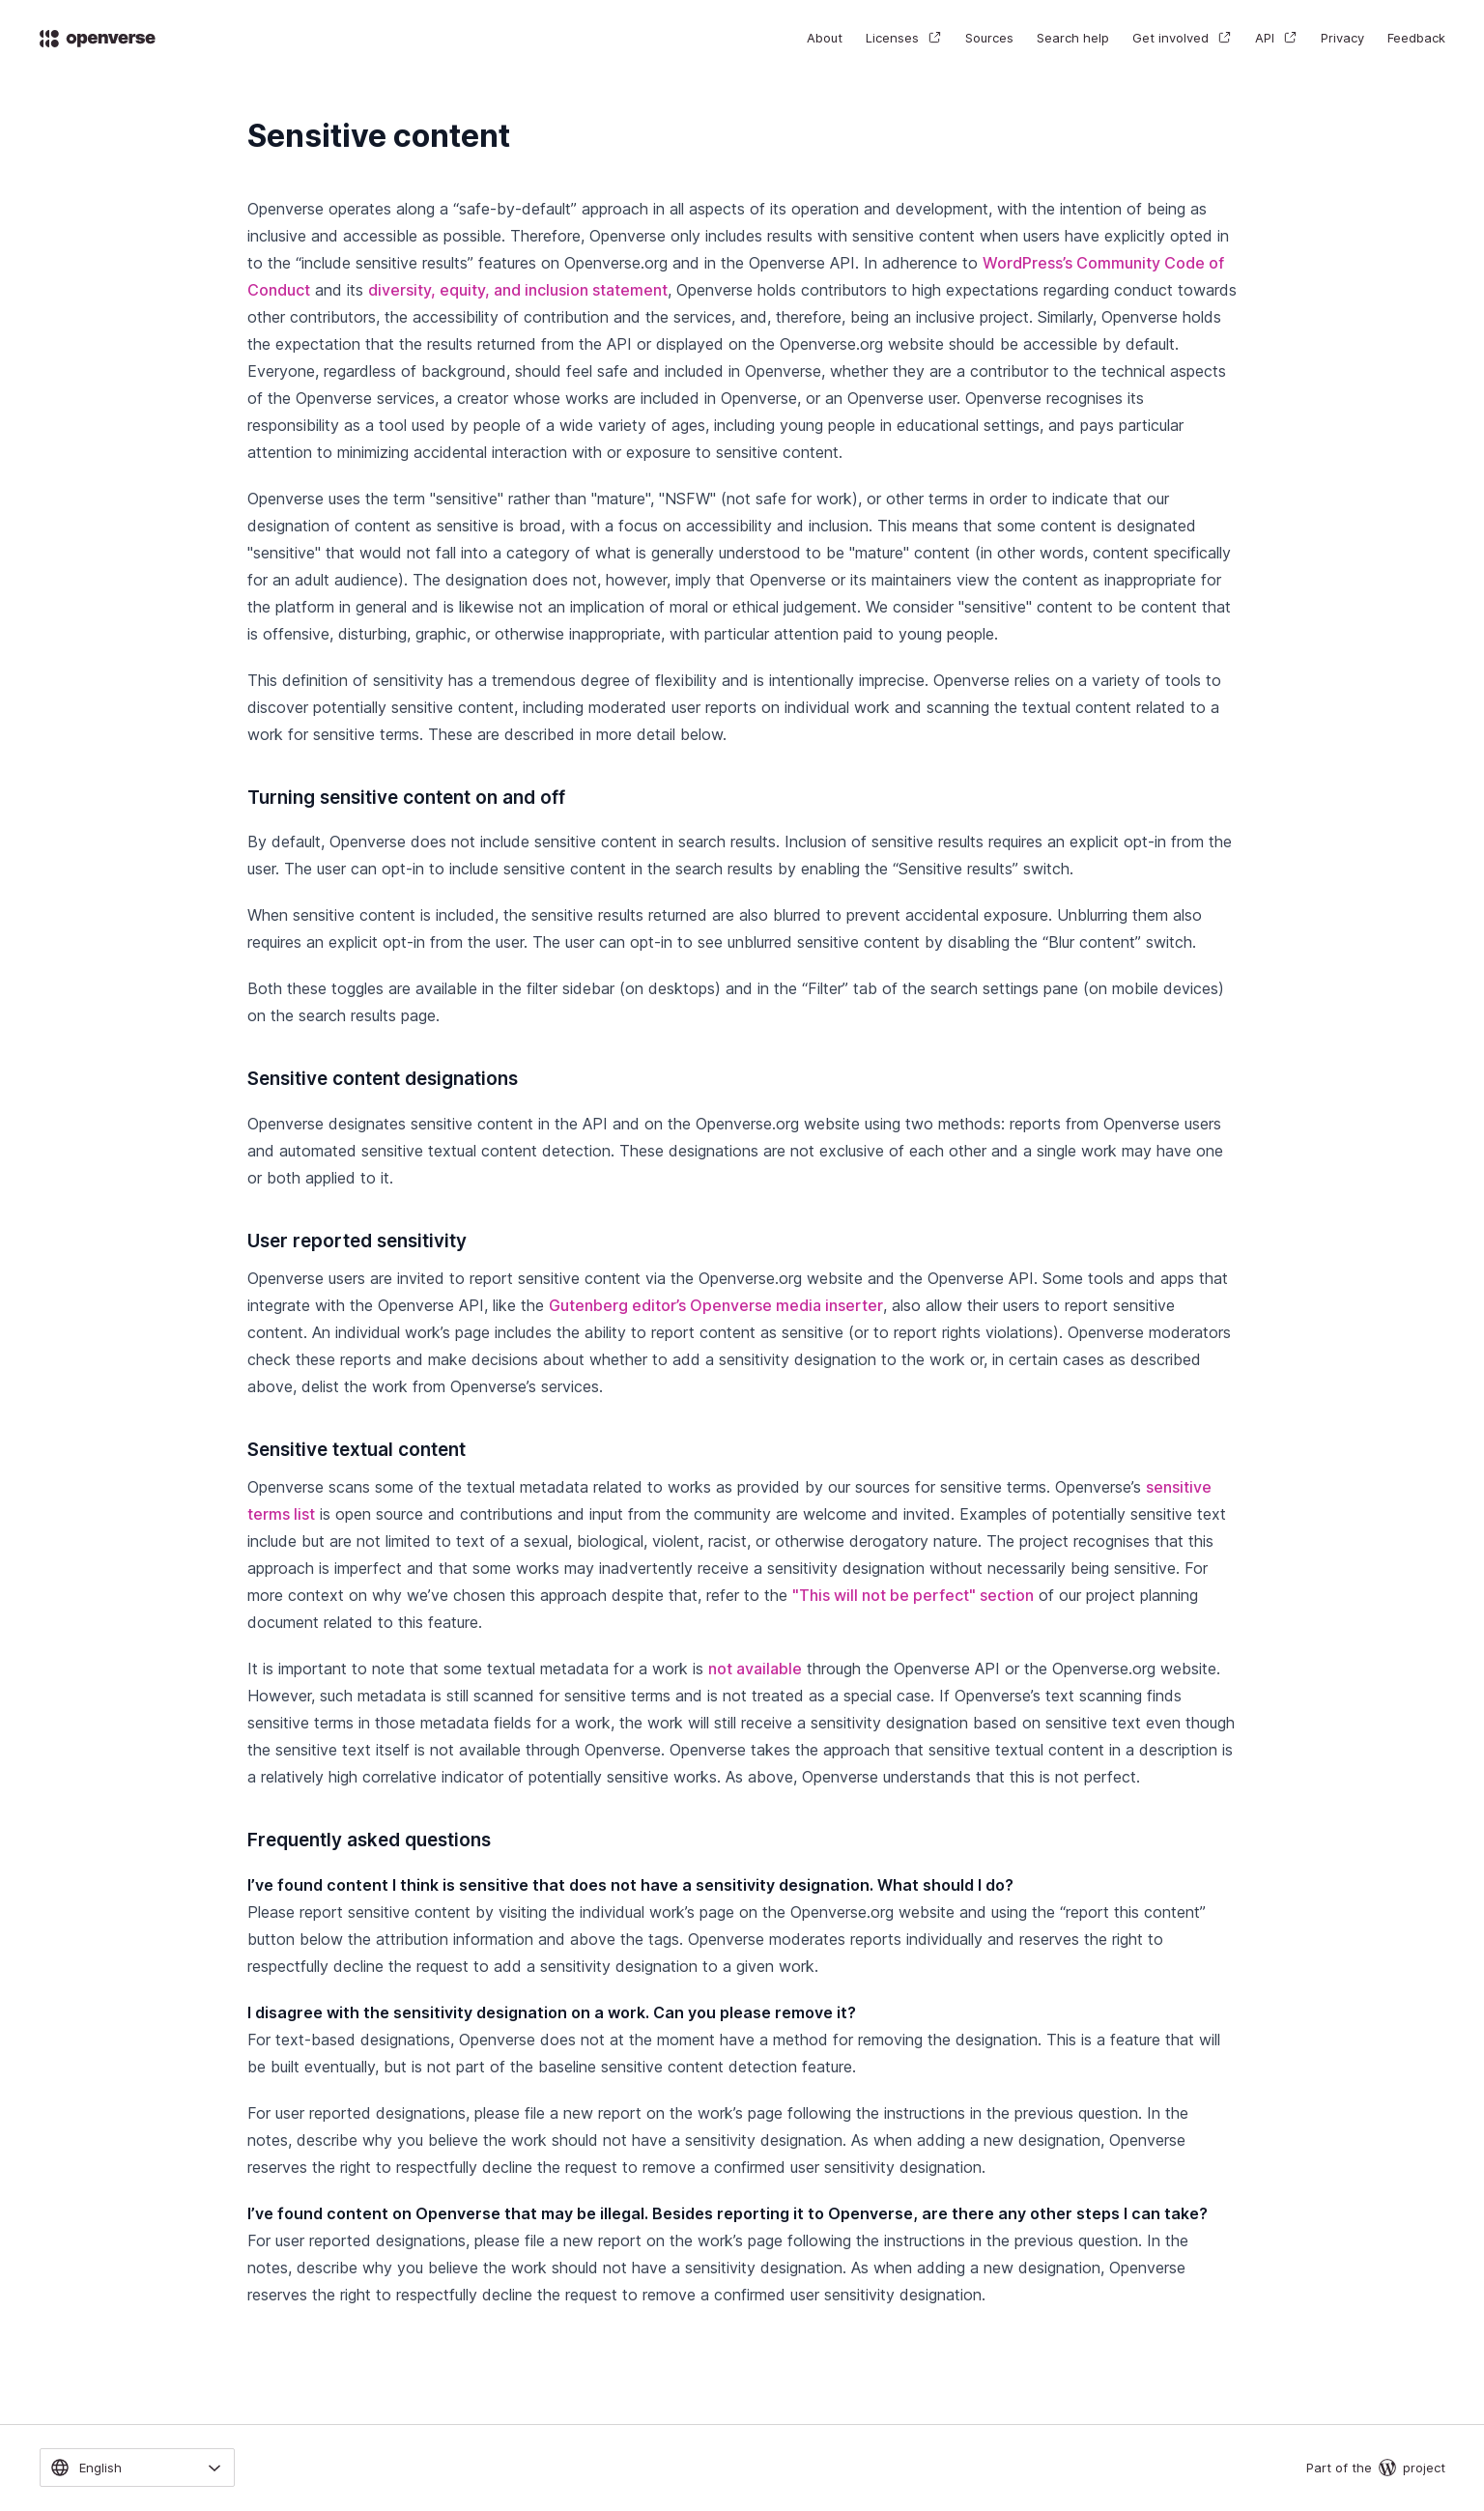 openverse
About Licenses Sources Search help Get involved API Privacy Feedback
Sensitive content
Openverse operates along a “safe-by-default” approach in all aspects of its operation and development, with the intention of being as
inclusive and accessible as possible. Therefore, Openverse only includes results with sensitive content when users have explicitly opted in
to the “include sensitive results” features on Openverse.org and in the Openverse API. In adherence to WordPress’s Community Code of
Conduct and its diversity, equity, and inclusion statement, Openverse holds contributors to high expectations regarding conduct towards
other contributors, the accessibility of contribution and the services, and, therefore, being an inclusive project. Similarly, Openverse holds
the expectation that the results returned from the API or displayed on the Openverse.org website should be accessible by default.
Everyone, regardless of background, should feel safe and included in Openverse, whether they are a contributor to the technical aspects
of the Openverse services, a creator whose works are included in Openverse, or an Openverse user. Openverse recognises its
responsibility as a tool used by people of a wide variety of ages, including young people in educational settings, and pays particular
attention to minimizing accidental interaction with or exposure to sensitive content.
Openverse uses the term "sensitive" rather than "mature", "NSFW" (not safe for work), or other terms in order to indicate that our
designation of content as sensitive is broad, with a focus on accessibility and inclusion. This means that some content is designated
"sensitive" that would not fall into a category of what is generally understood to be "mature" content (in other words, content specifically
for an adult audience). The designation does not, however, imply that Openverse or its maintainers view the content as inappropriate for
the platform in general and is likewise not an implication of moral or ethical judgement. We consider "sensitive" content to be content that
is offensive, disturbing, graphic, or otherwise inappropriate, with particular attention paid to young people.
This definition of sensitivity has a tremendous degree of flexibility and is intentionally imprecise. Openverse relies on a variety of tools to
discover potentially sensitive content, including moderated user reports on individual work and scanning the textual content related to a
work for sensitive terms. These are described in more detail below.
Turning sensitive content on and off
By default, Openverse does not include sensitive content in search results. Inclusion of sensitive results requires an explicit opt-in from the
user. The user can opt-in to include sensitive content in the search results by enabling the “Sensitive results” switch.
When sensitive content is included, the sensitive results returned are also blurred to prevent accidental exposure. Unblurring them also
requires an explicit opt-in from the user. The user can opt-in to see unblurred sensitive content by disabling the “Blur content” switch.
Both these toggles are available in the filter sidebar (on desktops) and in the “Filter” tab of the search settings pane (on mobile devices)
on the search results page.
Sensitive content designations
Openverse designates sensitive content in the API and on the Openverse.org website using two methods: reports from Openverse users
and automated sensitive textual content detection. These designations are not exclusive of each other and a single work may have one
or both applied to it.
User reported sensitivity
Openverse users are invited to report sensitive content via the Openverse.org website and the Openverse API. Some tools and apps that
integrate with the Openverse API, like the Gutenberg editor’s Openverse media inserter, also allow their users to report sensitive
content. An individual work’s page includes the ability to report content as sensitive (or to report rights violations). Openverse moderators
check these reports and make decisions about whether to add a sensitivity designation to the work or, in certain cases as described
above, delist the work from Openverse’s services.
Sensitive textual content
Openverse scans some of the textual metadata related to works as provided by our sources for sensitive terms. Openverse’s sensitive
terms list is open source and contributions and input from the community are welcome and invited. Examples of potentially sensitive text
include but are not limited to text of a sexual, biological, violent, racist, or otherwise derogatory nature. The project recognises that this
approach is imperfect and that some works may inadvertently receive a sensitivity designation without necessarily being sensitive. For
more context on why we’ve chosen this approach despite that, refer to the "This will not be perfect" section of our project planning
document related to this feature.
It is important to note that some textual metadata for a work is not available through the Openverse API or the Openverse.org website.
However, such metadata is still scanned for sensitive terms and is not treated as a special case. If Openverse’s text scanning finds
sensitive terms in those metadata fields for a work, the work will still receive a sensitivity designation based on sensitive text even though
the sensitive text itself is not available through Openverse. Openverse takes the approach that sensitive textual content in a description is
a relatively high correlative indicator of potentially sensitive works. As above, Openverse understands that this is not perfect.
Frequently asked questions
I’ve found content I think is sensitive that does not have a sensitivity designation. What should I do?
Please report sensitive content by visiting the individual work’s page on the Openverse.org website and using the “report this content”
button below the attribution information and above the tags. Openverse moderates reports individually and reserves the right to
respectfully decline the request to add a sensitivity designation to a given work.
I disagree with the sensitivity designation on a work. Can you please remove it?
For text-based designations, Openverse does not at the moment have a method for removing the designation. This is a feature that will
be built eventually, but is not part of the baseline sensitive content detection feature.
For user reported designations, please file a new report on the work’s page following the instructions in the previous question. In the
notes, describe why you believe the work should not have a sensitivity designation. As when adding a new designation, Openverse
reserves the right to respectfully decline the request to remove a confirmed user sensitivity designation.
I’ve found content on Openverse that may be illegal. Besides reporting it to Openverse, are there any other steps I can take?
For user reported designations, please file a new report on the work’s page following the instructions in the previous question. In the
notes, describe why you believe the work should not have a sensitivity designation. As when adding a new designation, Openverse
reserves the right to respectfully decline the request to remove a confirmed user sensitivity designation.
English
Part of the project